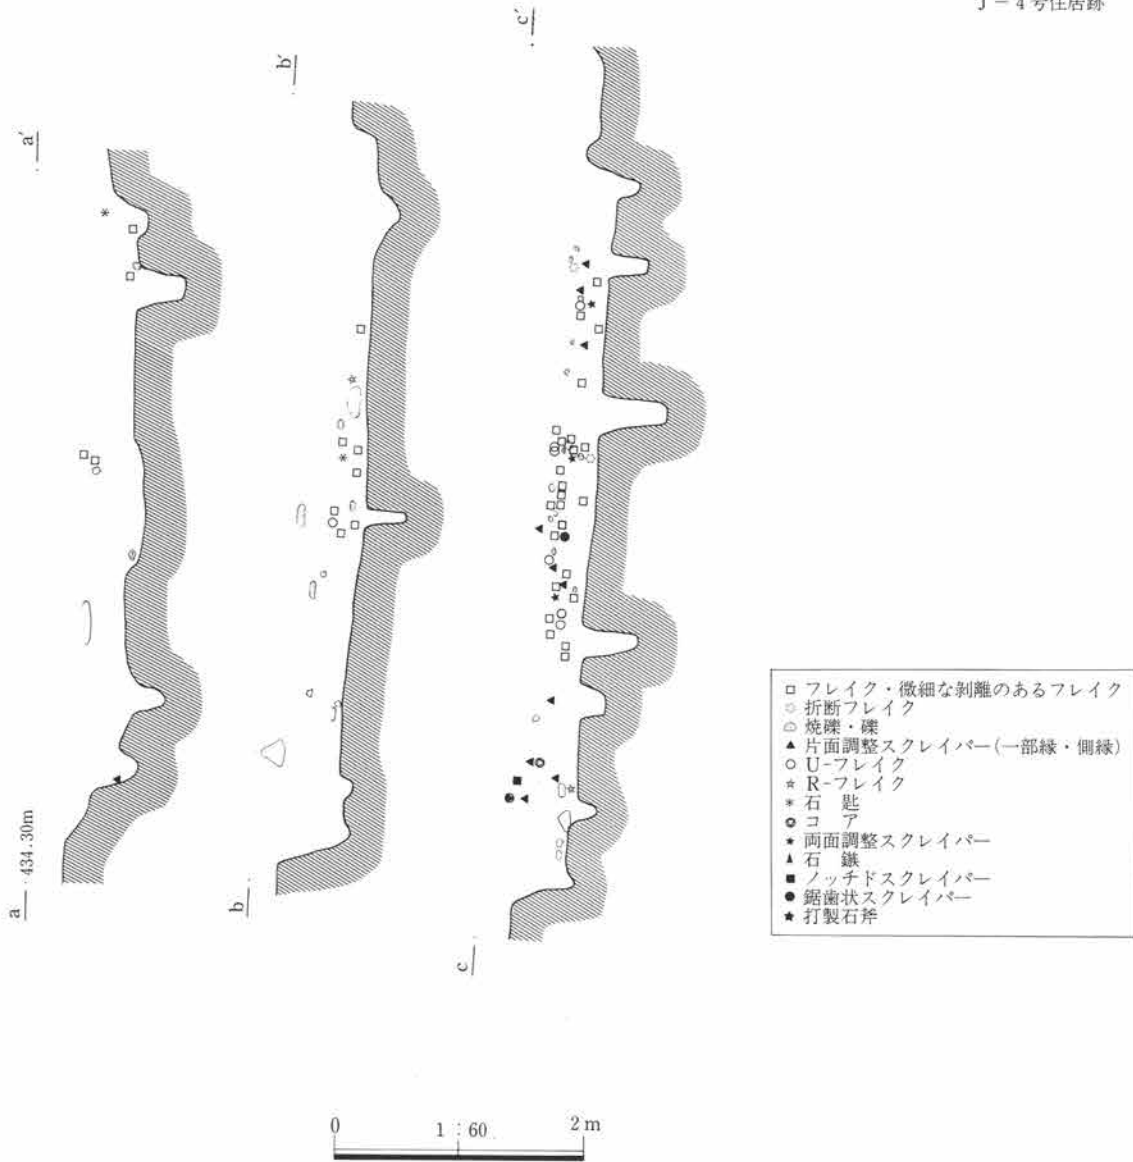 J－4号住居跡
c′
b′
a′
a 434.30m
b
c
フレイク・微細な剝離のあるフレイク
折断フレイク
焼礫・礫
片面調整スクレイパー(一部縁・側縁)
U-フレイク
R-フレイク
石 匙
コ ア
両面調整スクレイパー
石 鏃
ノッチドスクレイパー
鋸歯状スクレイパー
打製石斧
0 1：60 2m